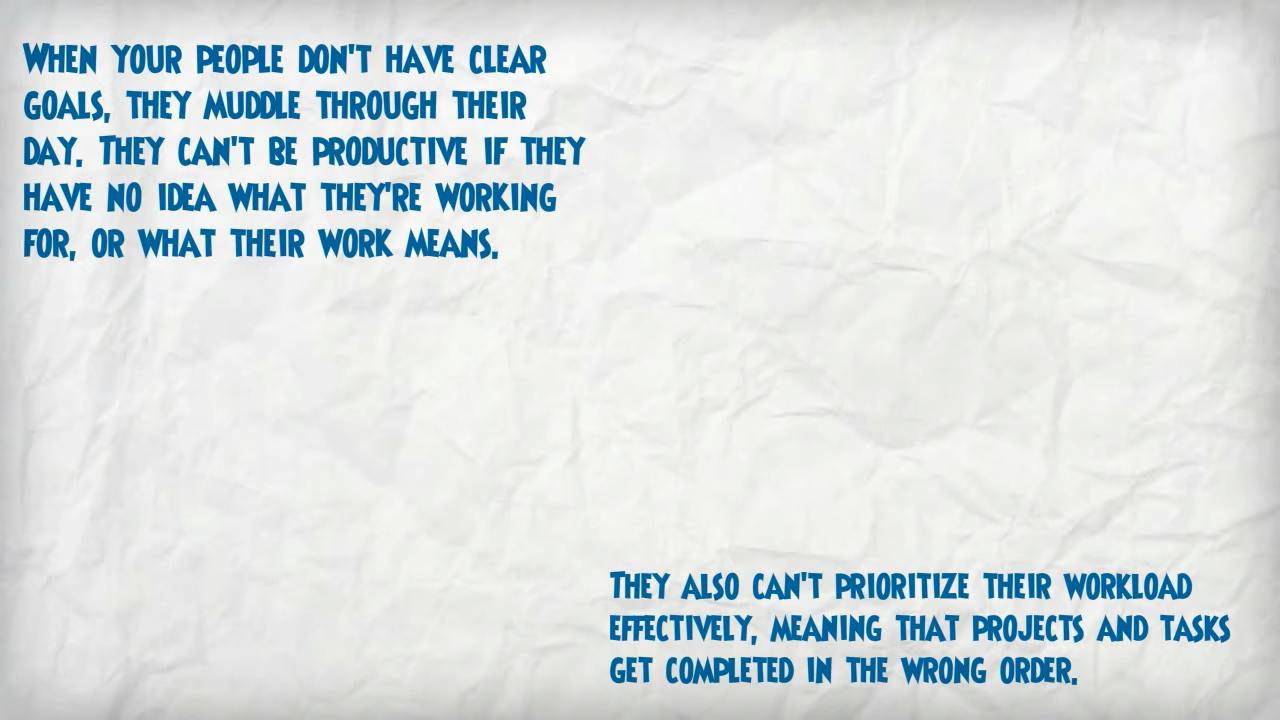 When your people don't have clear
goals, they muddle through their
day. They can't be productive if they
have no idea what they're working
for, or what their work means.
They also can't prioritize their workload
effectively, meaning that projects and tasks
get completed in the wrong order.